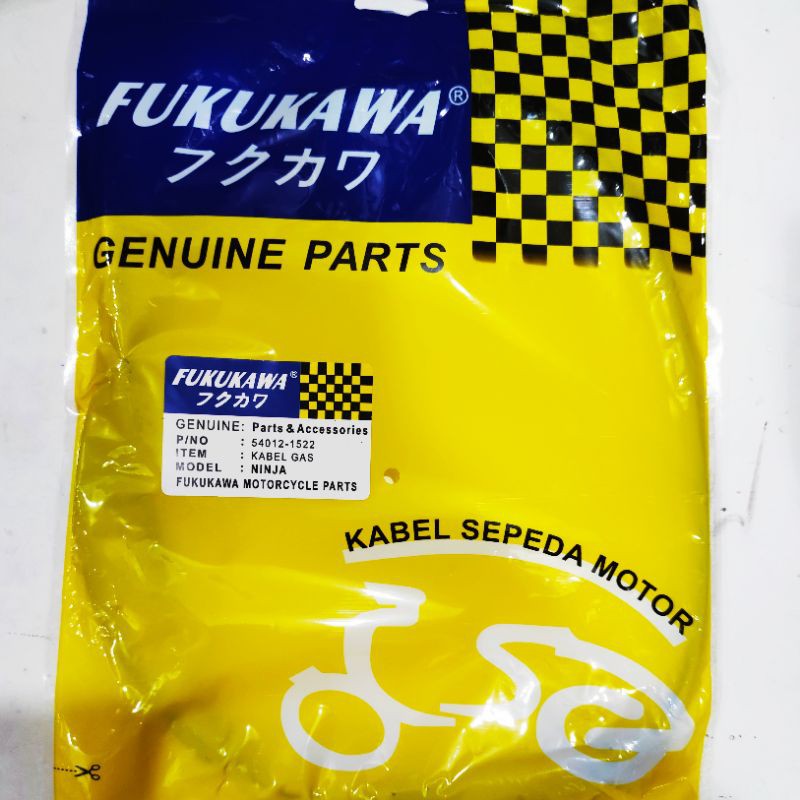 FUKUKAWA®
フクカワ
GENUINE PARTS
FUKUKAWA®
フクカワ
GENUINE: Parts & Accessories
P/NO : 54012-1522
ITEM : KABEL GAS
MODEL : NINJA
FUKUKAWA MOTORCYCLE PARTS
KABEL SEPEDA MOTOR